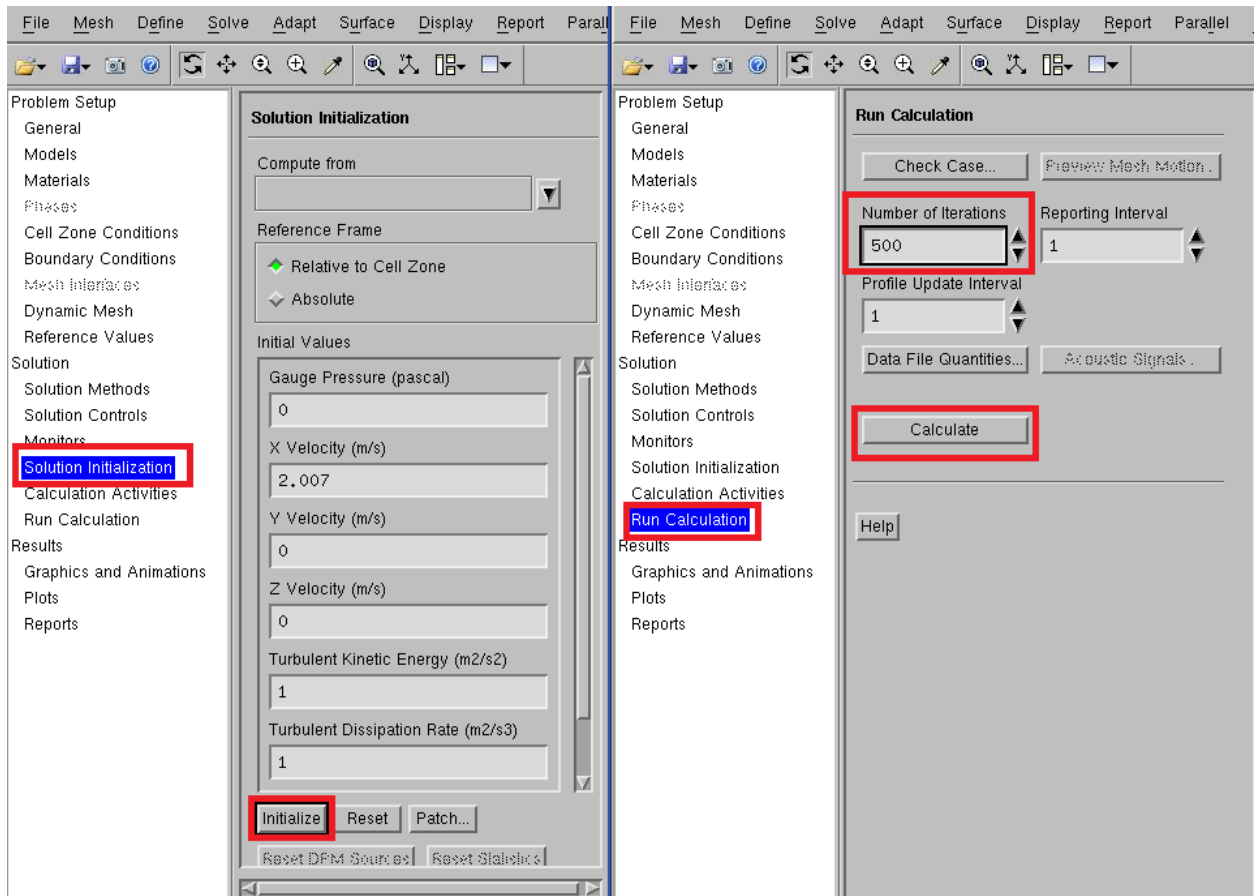 File Mesh Define Solve Adapt Surface Display Report Parall
Problem Setup
General
Models
Materials
Phases
Cell Zone Conditions
Boundary Conditions
Mesh Interfaces
Dynamic Mesh
Reference Values
Solution
Solution Methods
Solution Controls
Monitors
Solution Initialization
Calculation Activities
Run Calculation
Results
Graphics and Animations
Plots
Reports
Solution Initialization
Compute from
Reference Frame
Relative to Cell Zone
Absolute
Initial Values
Gauge Pressure (pascal)
0
X Velocity (m/s)
2.007
Y Velocity (m/s)
0
Z Velocity (m/s)
0
Turbulent Kinetic Energy (m2/s2)
1
Turbulent Dissipation Rate (m2/s3)
1
Initialize Reset Patch...
Reset DPM Sources Reset Statistics
File Mesh Define Solve Adapt Surface Display Report Parallel
Problem Setup
General
Models
Materials
Phases
Cell Zone Conditions
Boundary Conditions
Mesh Interfaces
Dynamic Mesh
Reference Values
Solution
Solution Methods
Solution Controls
Monitors
Solution Initialization
Calculation Activities
Run Calculation
Results
Graphics and Animations
Plots
Reports
Run Calculation
Check Case... Preview Mesh Motion...
Number of Iterations Reporting Interval
500 1
Profile Update Interval
1
Data File Quantities... Acoustic Signals...
Calculate
Help